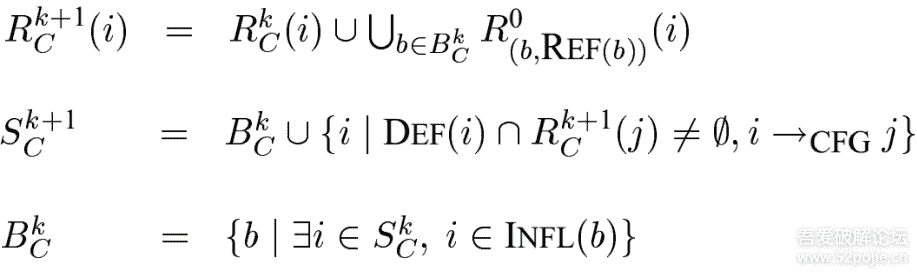 R_C^{k+1}(i) = R_C^k(i) ∪ ⋃_{b∈B_C^k} R^0_{(b,REF(b))}(i)
S_C^{k+1} = B_C^k ∪ {i | DEF(i) ∩ R_C^{k+1}(j) ≠ ∅, i →_CFG j}
B_C^k = {b | ∃i ∈ S_C^k, i ∈ INFL(b)}
吾爱破解论坛
www.52pojie.cn